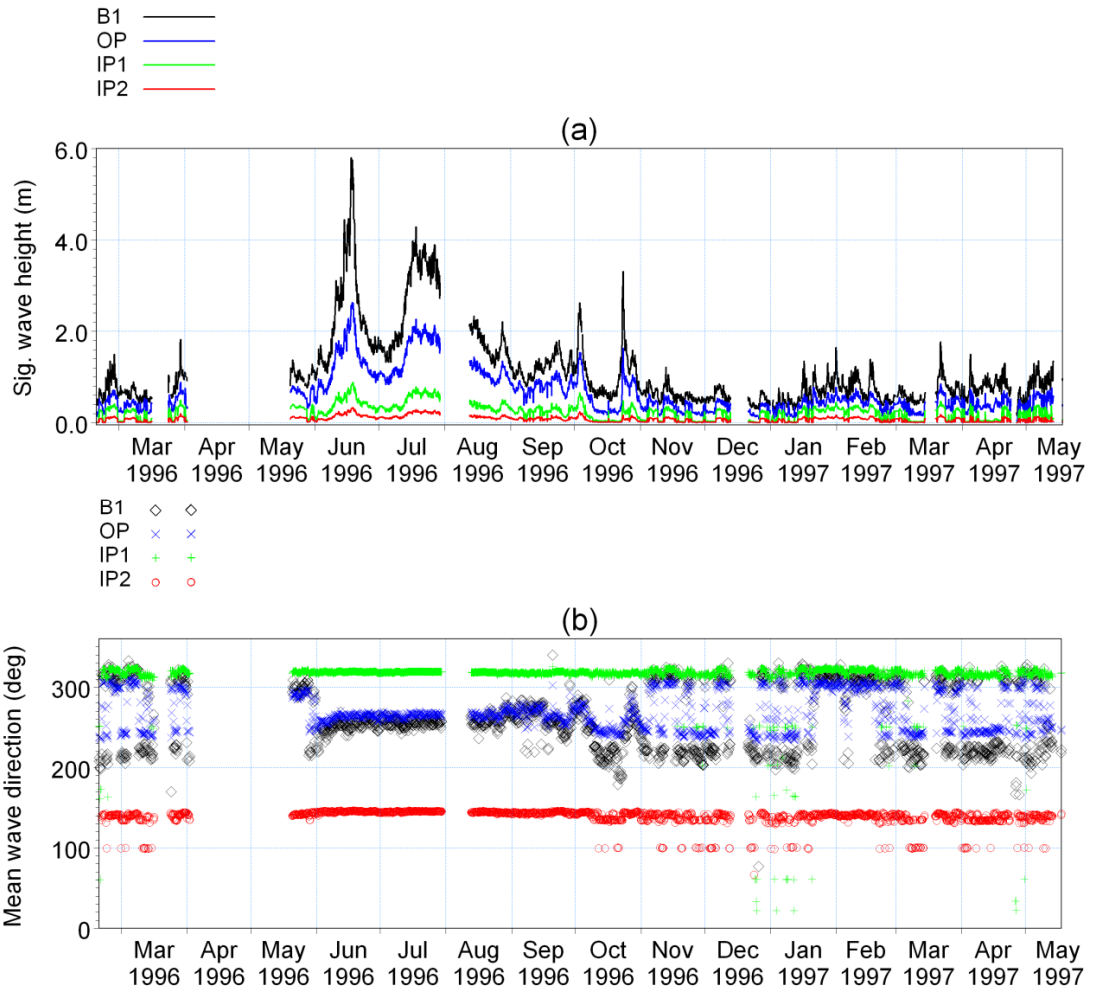 B1
OP
IP1
IP2
(a)
Sig. wave height (m)
6.0
4.0
2.0
0.0
Mar Apr May Jun Jul Aug Sep Oct Nov Dec Jan Feb Mar Apr May
1996 1996 1996 1996 1996 1996 1996 1996 1996 1996 1997 1997 1997 1997 1997
B1
OP
IP1
IP2
(b)
Mean wave direction (deg)
300
200
100
0
Mar Apr May Jun Jul Aug Sep Oct Nov Dec Jan Feb Mar Apr May
1996 1996 1996 1996 1996 1996 1996 1996 1996 1996 1997 1997 1997 1997 1997